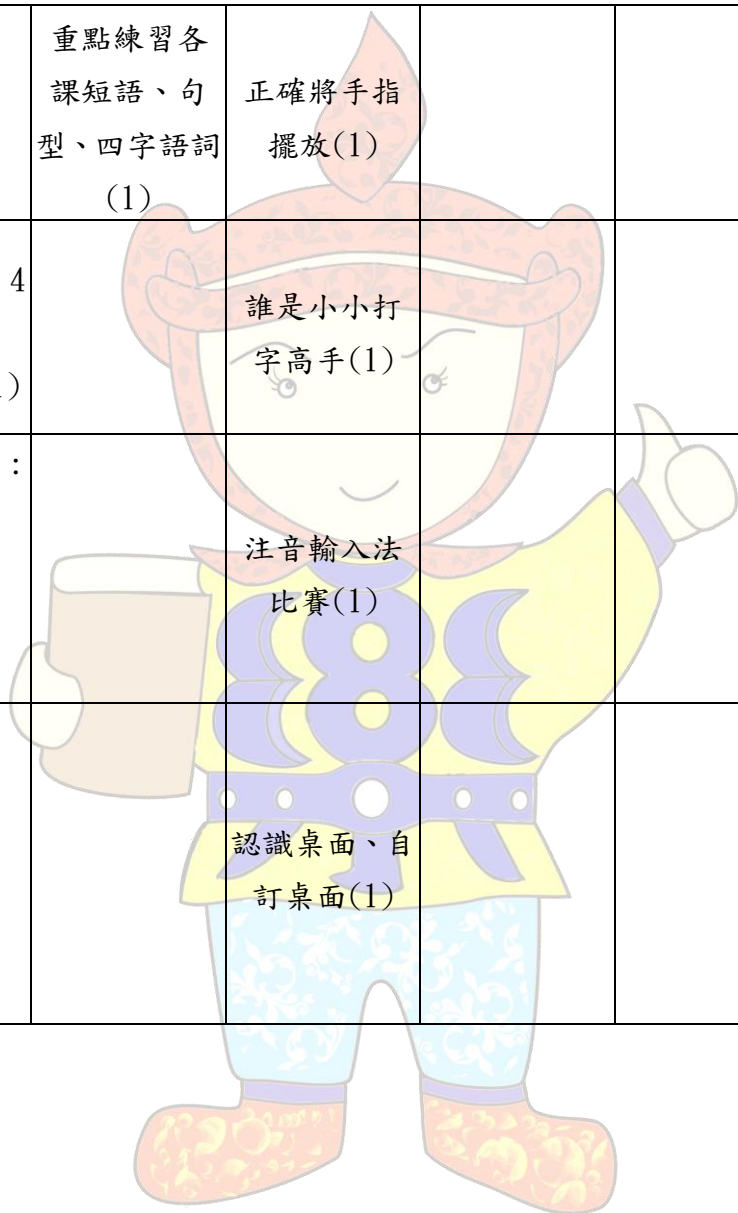 重點練習各
課短語、句
型、四字語詞
(1)
正確將手指
擺放(1)
4
)
誰是小小打
字高手(1)
:
注音輸入法
比賽(1)
認識桌面、自
訂桌面(1)